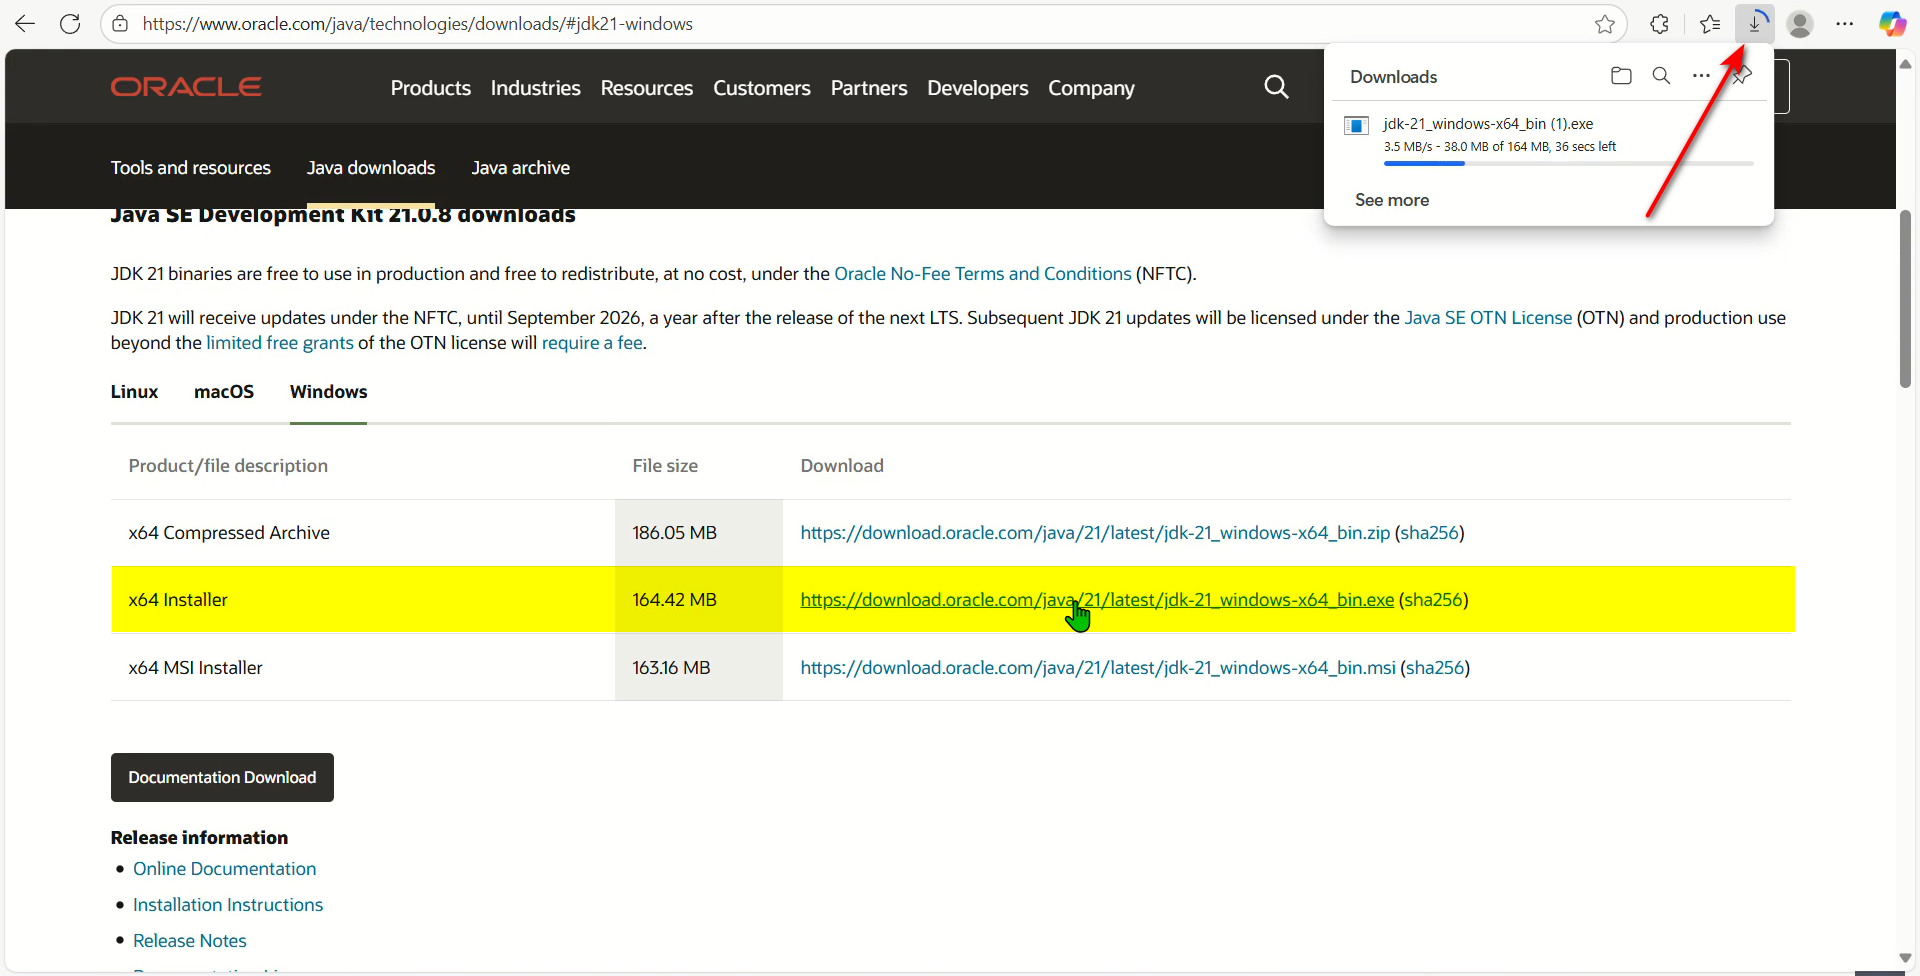 https://www.oracle.com/java/technologies/downloads/#jdk21-windows
ORACLE
Products Industries Resources Customers Partners Developers Company
Downloads
jdk-21_windows-x64_bin (1).exe
3.5 MB/s - 38.0 MB of 164 MB, 36 secs left
See more
Tools and resources Java downloads Java archive
Java SE Development Kit 21.0.8 downloads
JDK 21 binaries are free to use in production and free to redistribute, at no cost, under the Oracle No-Fee Terms and Conditions (NFTC).
JDK 21 will receive updates under the NFTC, until September 2026, a year after the release of the next LTS. Subsequent JDK 21 updates will be licensed under the Java SE OTN License (OTN) and production use
beyond the limited free grants of the OTN license will require a fee.
Linux macOS Windows
Product/file description File size Download
x64 Compressed Archive 186.05 MB https://download.oracle.com/java/21/latest/jdk-21_windows-x64_bin.zip (sha256)
x64 Installer 164.42 MB https://download.oracle.com/java/21/latest/jdk-21_windows-x64_bin.exe (sha256)
x64 MSI Installer 163.16 MB https://download.oracle.com/java/21/latest/jdk-21_windows-x64_bin.msi (sha256)
Documentation Download
Release information
• Online Documentation
• Installation Instructions
• Release Notes